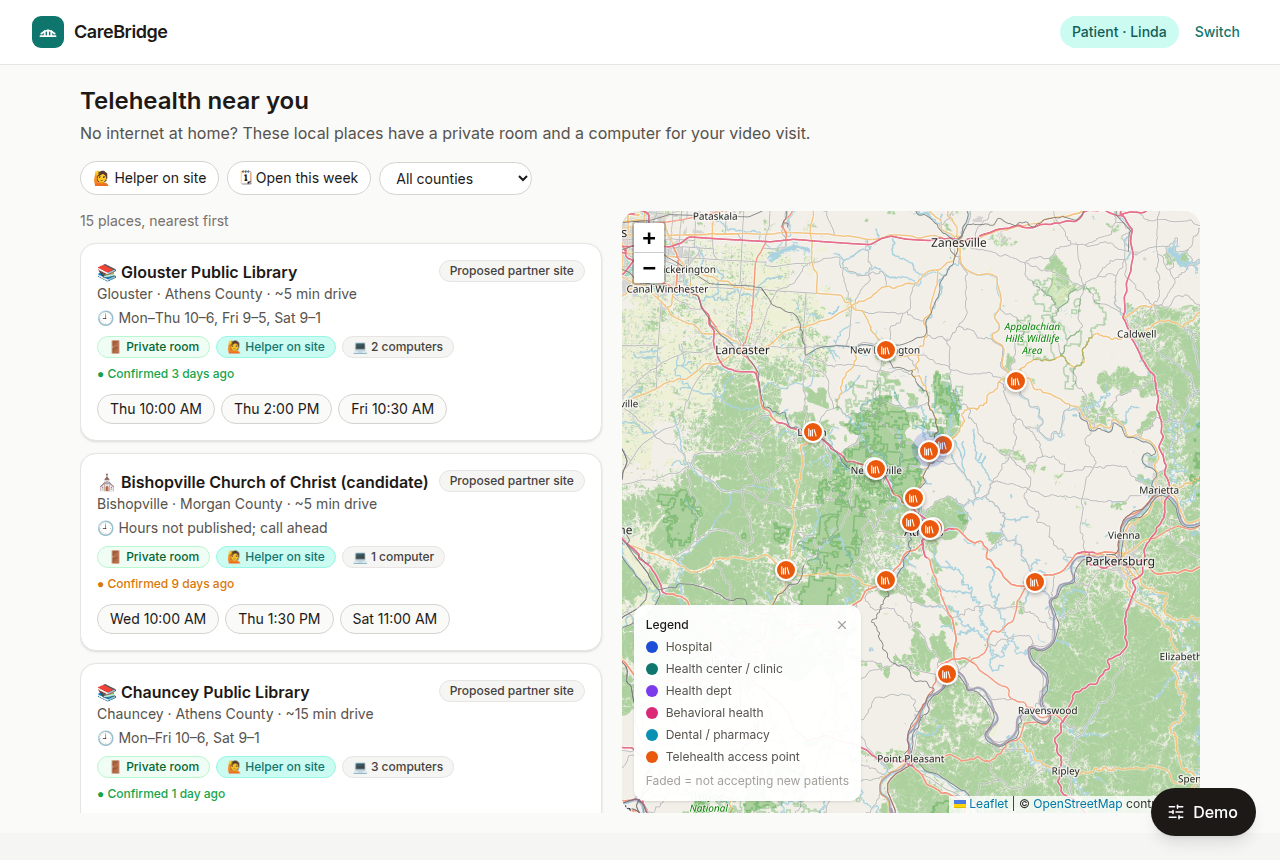 CareBridge
Patient · Linda
Switch
Telehealth near you
No internet at home? These local places have a private room and a computer for your video visit.
🙋 Helper on site
🗓 Open this week
All counties
15 places, nearest first
📚 Glouster Public Library
Proposed partner site
Glouster · Athens County · ~5 min drive
🕘 Mon–Thu 10–6, Fri 9–5, Sat 9–1
🚪 Private room
🙋 Helper on site
💻 2 computers
● Confirmed 3 days ago
Thu 10:00 AM
Thu 2:00 PM
Fri 10:30 AM
⛪ Bishopville Church of Christ (candidate)
Proposed partner site
Bishopville · Morgan County · ~5 min drive
🕘 Hours not published; call ahead
🚪 Private room
🙋 Helper on site
💻 1 computer
● Confirmed 9 days ago
Wed 10:00 AM
Thu 1:30 PM
Sat 11:00 AM
📚 Chauncey Public Library
Proposed partner site
Chauncey · Athens County · ~15 min drive
🕘 Mon–Fri 10–6, Sat 9–1
🚪 Private room
🙋 Helper on site
💻 3 computers
● Confirmed 1 day ago
+
−
Pataskala
Zanesville
Canal Winchester
Appalachian
Hills Wildlife
Area
Caldwell
Lancaster
Marietta
Vienna
Parkersburg
Elizabeth
Ravenswood
Point Pleasant
Ripley
National
Legend
×
Hospital
Health center / clinic
Health dept
Behavioral health
Dental / pharmacy
Telehealth access point
Faded = not accepting new patients
Leaflet | © OpenStreetMap
Demo